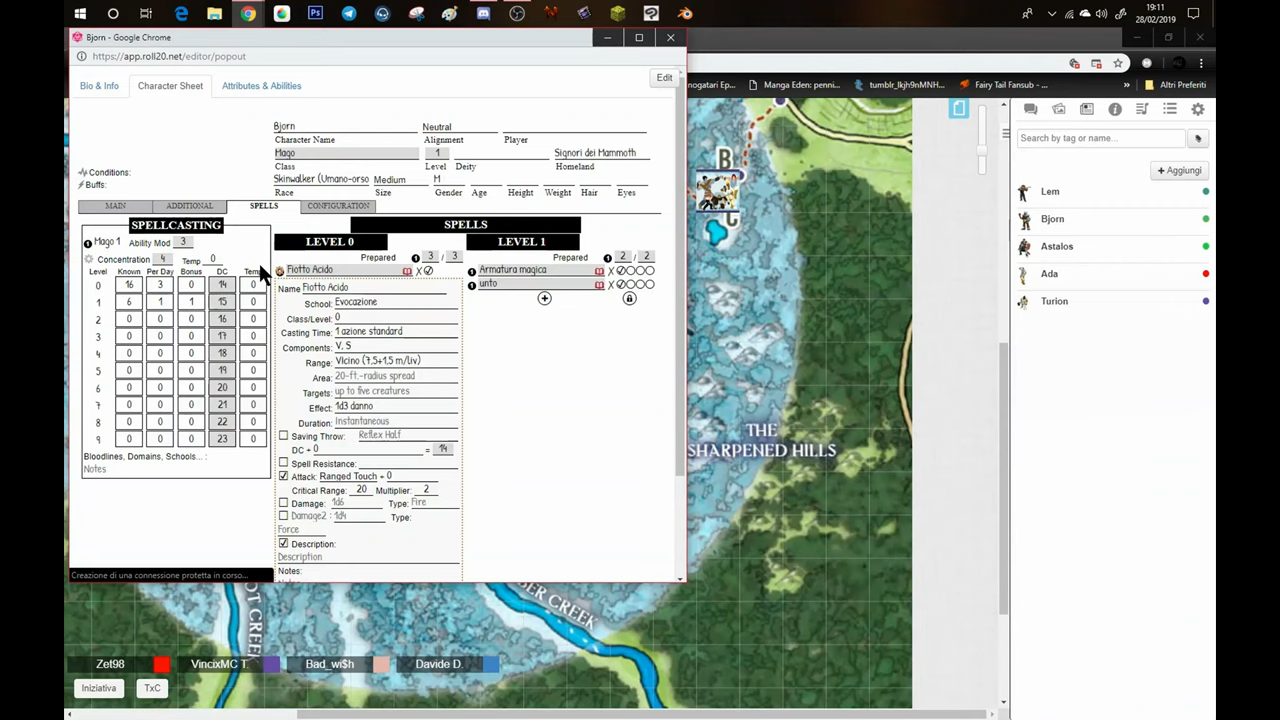 19:11
28/02/2019
Bjorn - Google Chrome
https://app.roll20.net/editor/popout
Edit
Bio & Info
Character Sheet
Attributes & Abilities
nogatari Ep...
Manga Eden: penni...
tumblr_lkjh9nMNH...
Fairy Tail Fansub - ...
»
Altri Preferiti
Bjorn
Neutral
Character Name
Alignment
Player
Mago
1
Signori dei Mammoth
Class
Level
Deity
Homeland
Conditions:
Buffs:
Skinwalker (Umano-orso
Medium
M
Race
Size
Gender
Age
Height
Weight
Hair
Eyes
MAIN
ADDITIONAL
SPELLS
CONFIGURATION
SPELLCASTING
Mago 1
Ability Mod
3
Concentration
4
Temp
0
Level
Known
Per Day
Bonus
DC
Temp
0 16 3 0 14 0
1 6 1 1 15 0
2 0 0 0 16 0
3 0 0 0 17 0
4 0 0 0 18 0
5 0 0 0 19 0
6 0 0 0 20 0
7 0 0 0 21 0
8 0 0 0 22 0
9 0 0 0 23 0
Bloodlines, Domains, Schools... :
Notes
SPELLS
LEVEL 0
Prepared
3 / 3
Fiotto Acido
X
Name Fiotto Acido
School: Evocazione
Class/Level: 0
Casting Time: 1 azione standard
Components: V, S
Range: VIcino (7,5+1,5 m/liv)
Area: 20-ft.-radius spread
Targets: up to five creatures
Effect: 1d3 danno
Duration: Instantaneous
Saving Throw: Reflex Half
DC + 0 = 14
Spell Resistance:
Attack: Ranged Touch + 0
Critical Range: 20 Multiplier: 2
Damage: 1d6 Type: Fire
Damage2 : 1d4 Type:
Force
Description:
Description
Notes:
LEVEL 1
Prepared
2 / 2
Armatura magica
X
unto
X
Creazione di una connessione protetta in corso...
B
C
THE
SHARPENED HILLS
Zet98
VincixMC T.
Bad_wi$h
Davide D.
Iniziativa
TxC
Search by tag or name...
+ Aggiungi
Lem
Bjorn
Astalos
Ada
Turion